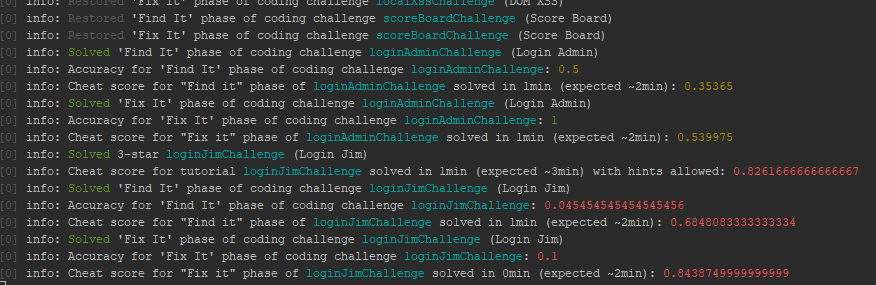 [0] info: Restored 'Fix It' phase of coding challenge localXssChallenge (DOM XSS)
[0] info: Restored 'Find It' phase of coding challenge scoreBoardChallenge (Score Board)
[0] info: Restored 'Fix It' phase of coding challenge scoreBoardChallenge (Score Board)
[0] info: Solved 'Find It' phase of coding challenge loginAdminChallenge (Login Admin)
[0] info: Accuracy for 'Find It' phase of coding challenge loginAdminChallenge: 0.5
[0] info: Cheat score for "Find it" phase of loginAdminChallenge solved in 1min (expected ~2min): 0.35365
[0] info: Solved 'Fix It' phase of coding challenge loginAdminChallenge (Login Admin)
[0] info: Accuracy for 'Fix It' phase of coding challenge loginAdminChallenge: 1
[0] info: Cheat score for "Fix it" phase of loginAdminChallenge solved in 1min (expected ~2min): 0.539975
[0] info: Solved 3-star loginJimChallenge (Login Jim)
[0] info: Cheat score for tutorial loginJimChallenge solved in 1min (expected ~3min) with hints allowed: 0.8261666666666667
[0] info: Solved 'Find It' phase of coding challenge loginJimChallenge (Login Jim)
[0] info: Accuracy for 'Find It' phase of coding challenge loginJimChallenge: 0.045454545454545456
[0] info: Cheat score for "Find it" phase of loginJimChallenge solved in 1min (expected ~2min): 0.6848083333333334
[0] info: Solved 'Fix It' phase of coding challenge loginJimChallenge (Login Jim)
[0] info: Accuracy for 'Fix It' phase of coding challenge loginJimChallenge: 0.1
[0] info: Cheat score for "Fix it" phase of loginJimChallenge solved in 0min (expected ~2min): 0.8438749999999999